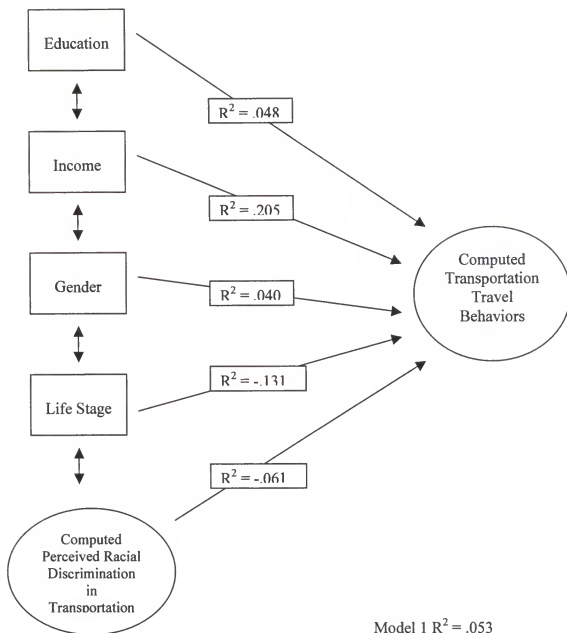 Education
R² = .048
Income
R² = .205
Gender
R² = .040
Life Stage
R² = -.131
R² = -.061
Computed
Perceived Racial
Discrimination
in
Transportation
Computed
Transportation
Travel
Behaviors
Model 1 R² = .053